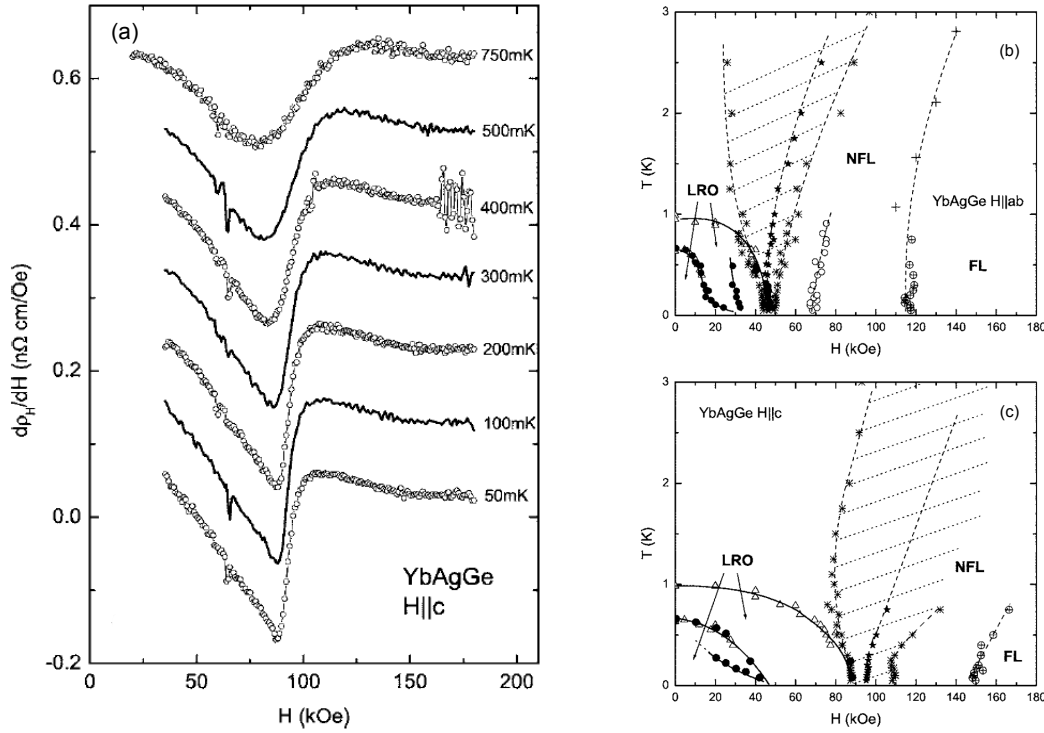 (a)
0.6
0.4
0.2
0.0
-0.2
dρH/dH (nΩ cm/Oe)
750mK
500mK
400mK
300mK
200mK
100mK
50mK
YbAgGe
H||c
0 50 100 150 200
H (kOe)
(b)
3
2
1
0
T (K)
LRO
NFL
YbAgGe H||ab
FL
0 20 40 60 80 100 120 140 160 180
H (kOe)
(c)
YbAgGe H||c
3
2
1
0
T (K)
LRO
NFL
FL
0 20 40 60 80 100 120 140 160 180
H (kOe)